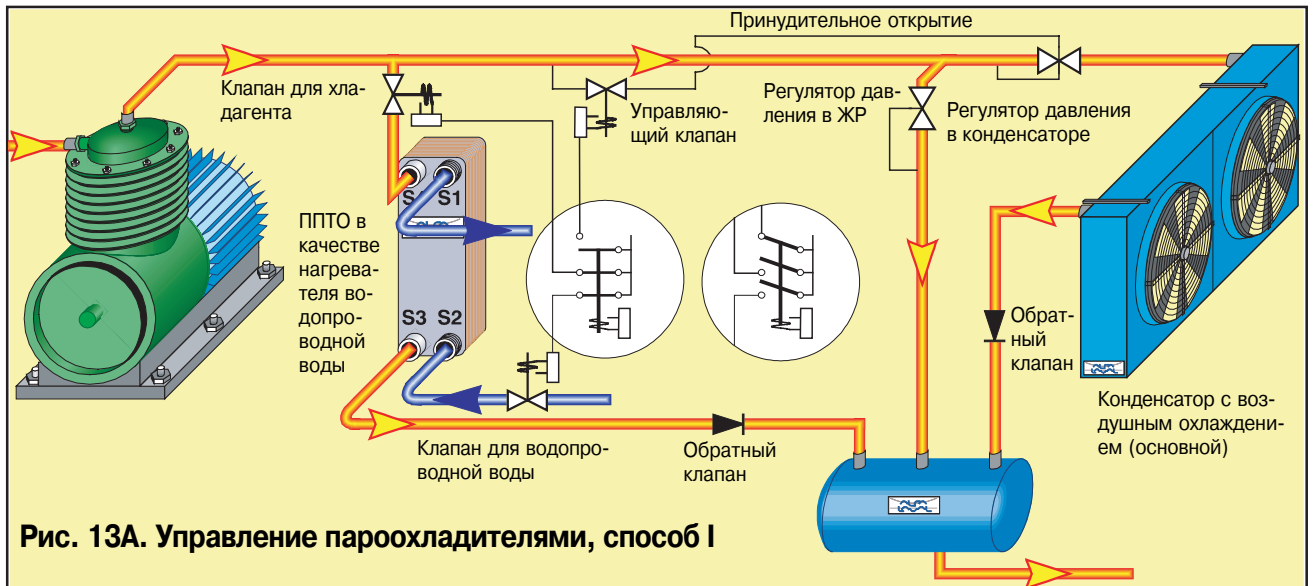 Принудительное открытие
Клапан для хла-
дагента
Управляю-
щий клапан
Регулятор дав-
ления в ЖР
Регулятор давления
в конденсаторе
S
S1
ППТО в
качестве
нагрева-
теля во-
допро-
водной
воды
S3
S2
Обрат-
ный
клапан
Клапан для водопро-
водной воды
Обратный
клапан
Конденсатор с воз-
душным охлаждени-
ем (основной)
Рис. 13А. Управление пароохладителями, способ I